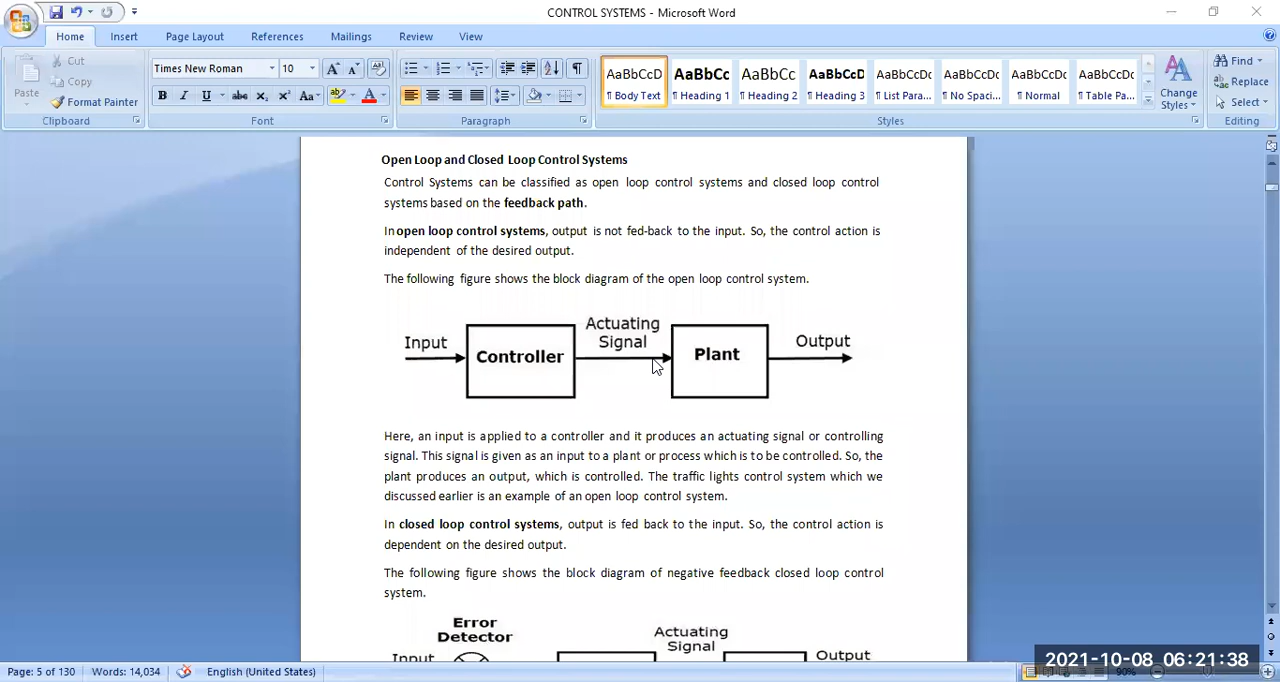 CONTROL SYSTEMS - Microsoft Word
Home Insert Page Layout References Mailings Review View
Paste
Cut
Copy
Format Painter
Clipboard
Times New Roman 10
B I U abc X₂ X² Aa
Font
Paragraph
AaBbCcD AaBbCc AaBbCc AaBbCcD AaBbCcDc AaBbCcDc AaBbCcDc AaBbCcDc
¶ Body Text ¶ Heading 1 ¶ Heading 2 ¶ Heading 3 ¶ List Para... ¶ No Spaci... ¶ Normal ¶ Table Pa...
Change
Styles
Styles
Find
Replace
Select
Editing
Open Loop and Closed Loop Control Systems
Control Systems can be classified as open loop control systems and closed loop control
systems based on the feedback path.
In open loop control systems, output is not fed-back to the input. So, the control action is
independent of the desired output.
The following figure shows the block diagram of the open loop control system.
Input
Controller
Actuating
Signal
Plant
Output
Here, an input is applied to a controller and it produces an actuating signal or controlling
signal. This signal is given as an input to a plant or process which is to be controlled. So, the
plant produces an output, which is controlled. The traffic lights control system which we
discussed earlier is an example of an open loop control system.
In closed loop control systems, output is fed back to the input. So, the control action is
dependent on the desired output.
The following figure shows the block diagram of negative feedback closed loop control
system.
Error
Detector
Input
Actuating
Signal
Output
Page: 5 of 130 Words: 14,034 English (United States) 90%
2021-10-08 06:21:38